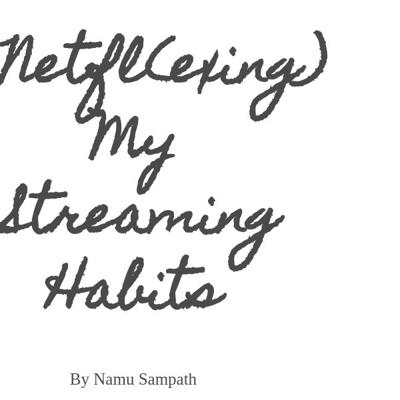 Netfl(exing)
My
Streaming
Habits
By Namu Sampath